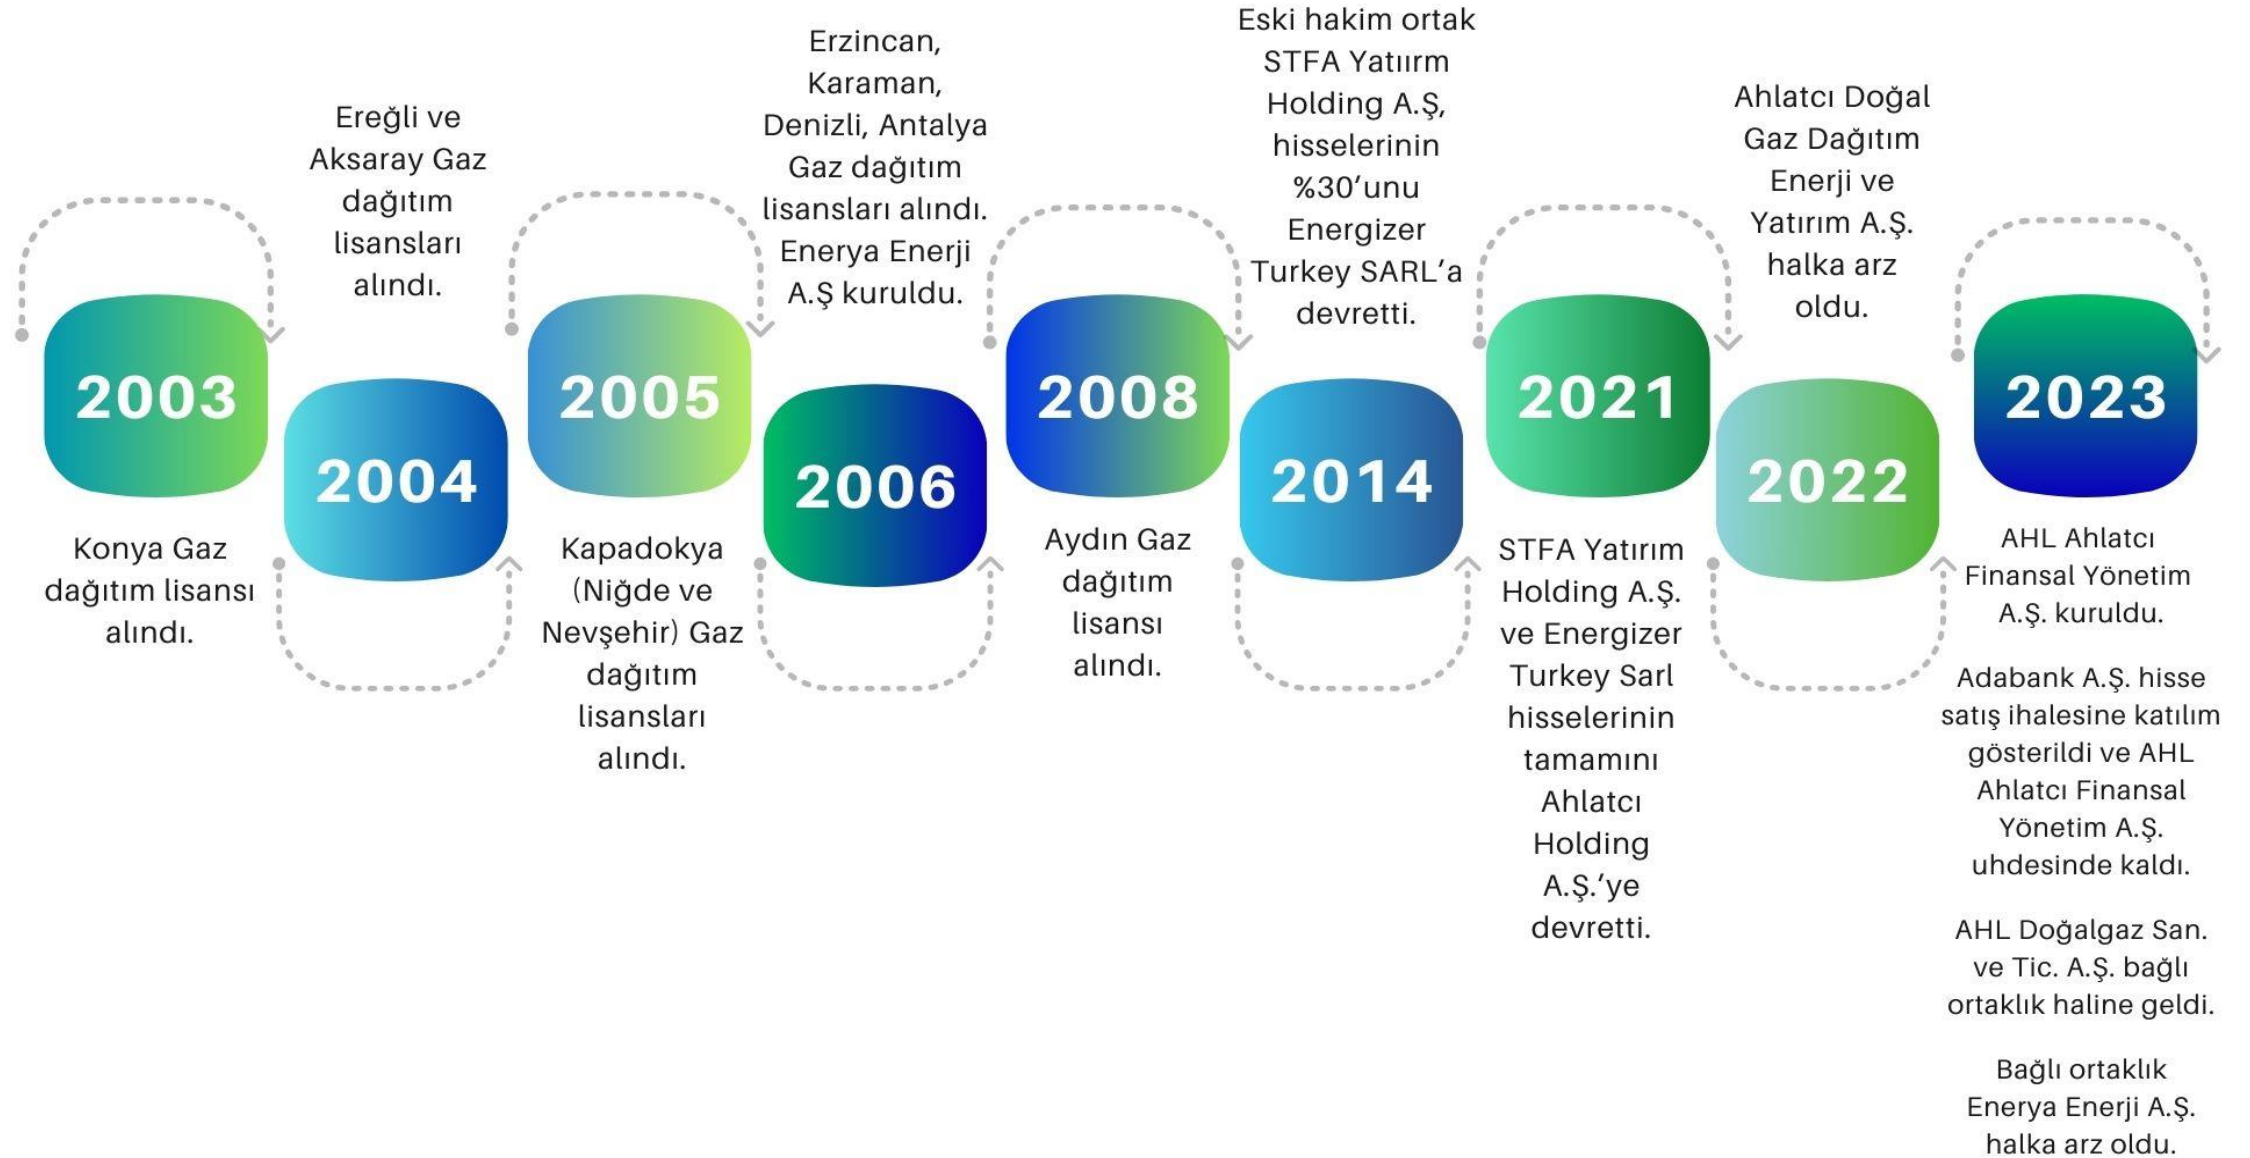 2003
Konya Gaz
dağıtım lisansı
alındı.
Ereğli ve
Aksaray Gaz
dağıtım
lisansları
alındı.
2004
2005
Kapadokya
(Niğde ve
Nevşehir) Gaz
dağıtım
lisansları
alındı.
Erzincan,
Karaman,
Denizli, Antalya
Gaz dağıtım
lisansları alındı.
Enerya Enerji
A.Ş kuruldu.
2006
2008
Aydın Gaz
dağıtım
lisansı
alındı.
Eski hakim ortak
STFA Yatıırm
Holding A.Ş,
hisselerinin
%30’unu
Energizer
Turkey SARL’a
devretti.
2014
2021
STFA Yatırım
Holding A.Ş.
ve Energizer
Turkey Sarl
hisselerinin
tamamını
Ahlatcı
Holding
A.Ş.’ye
devretti.
Ahlatcı Doğal
Gaz Dağıtım
Enerji ve
Yatırım A.Ş.
halka arz
oldu.
2022
2023
AHL Ahlatcı
Finansal Yönetim
A.Ş. kuruldu.
Adabank A.Ş. hisse
satış ihalesine katılım
gösterildi ve AHL
Ahlatcı Finansal
Yönetim A.Ş.
uhdesinde kaldı.
AHL Doğalgaz San.
ve Tic. A.Ş. bağlı
ortaklık haline geldi.
Bağlı ortaklık
Enerya Enerji A.Ş.
halka arz oldu.